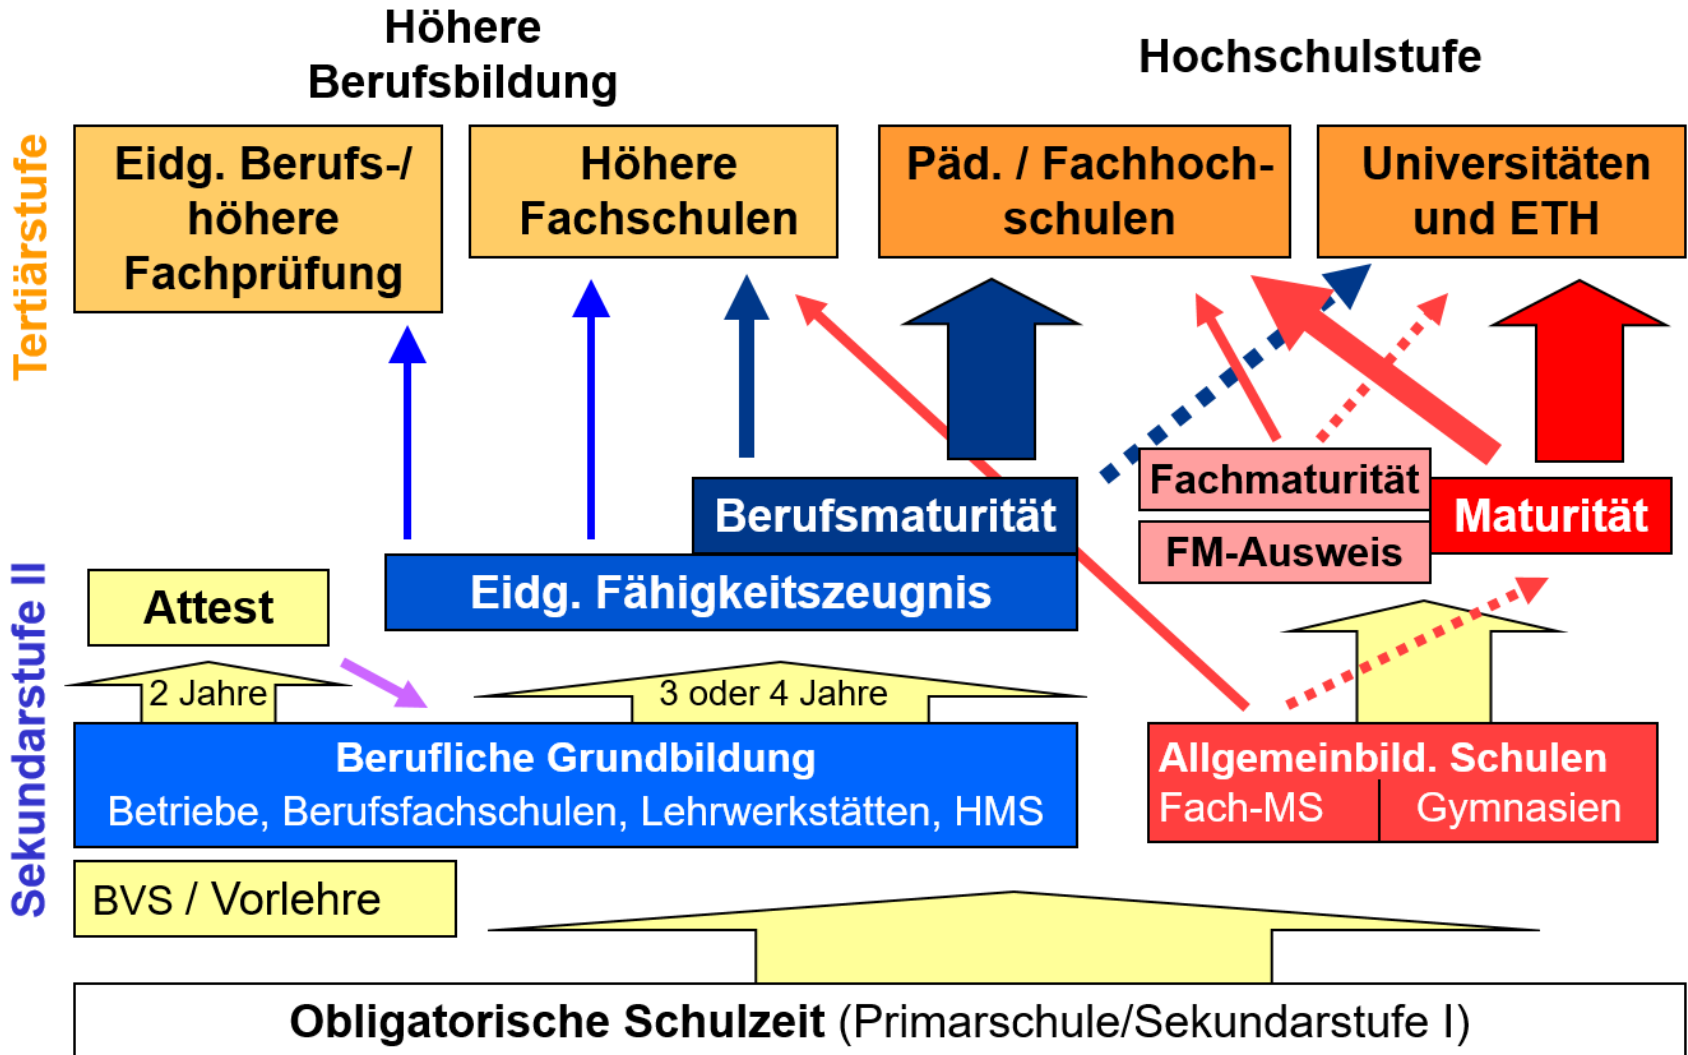 Höhere
Berufsbildung
Hochschulstufe
Tertiärstufe
Eidg. Berufs-/
höhere
Fachprüfung
Höhere
Fachschulen
Päd. / Fachhoch-
schulen
Universitäten
und ETH
Sekundarstufe II
Berufsmaturität
Fachmaturität
FM-Ausweis
Maturität
Attest
Eidg. Fähigkeitszeugnis
2 Jahre
3 oder 4 Jahre
Berufliche Grundbildung
Betriebe, Berufsfachschulen, Lehrwerkstätten, HMS
Allgemeinbild. Schulen
Fach-MS
Gymnasien
BVS / Vorlehre
Obligatorische Schulzeit (Primarschule/Sekundarstufe I)